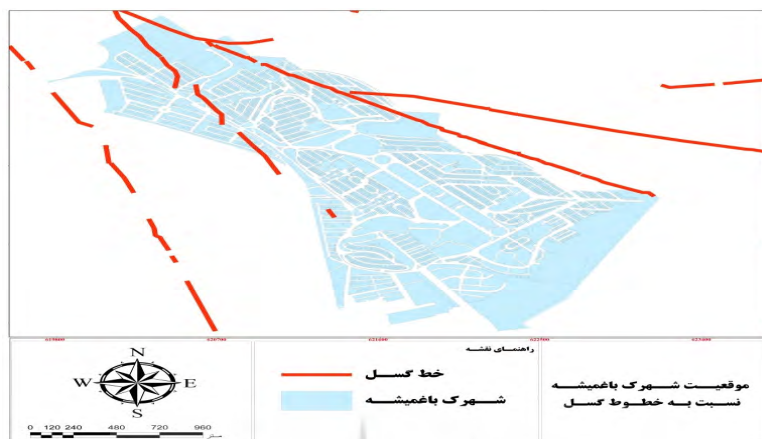 راهنمای نقشه
خط گسل
شهرک باغمیشه
موقعیت شهرک باغمیشه
نسبت به خطوط گسل
N
W E
S
0 120 240 480 720 960
متر